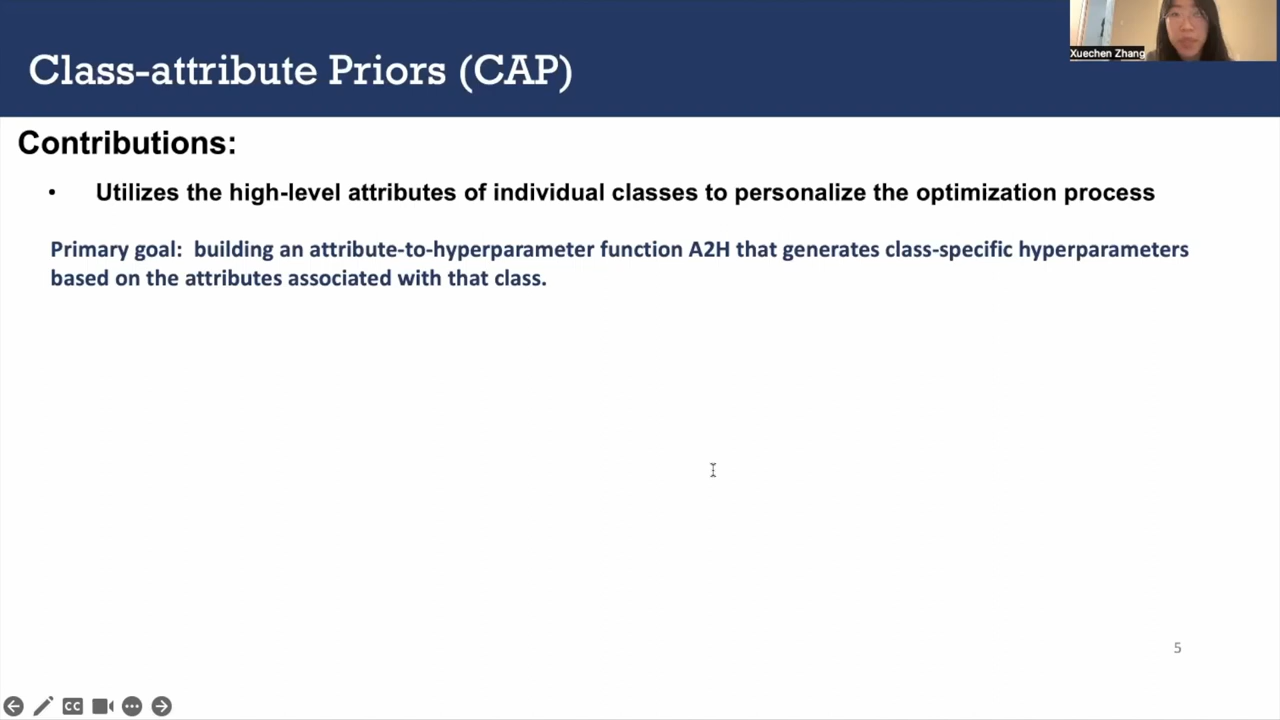 Class-attribute Priors (CAP)
Xuechen Zhang
Contributions:
• Utilizes the high-level attributes of individual classes to personalize the optimization process
Primary goal: building an attribute-to-hyperparameter function A2H that generates class-specific hyperparameters
based on the attributes associated with that class.
5
CC